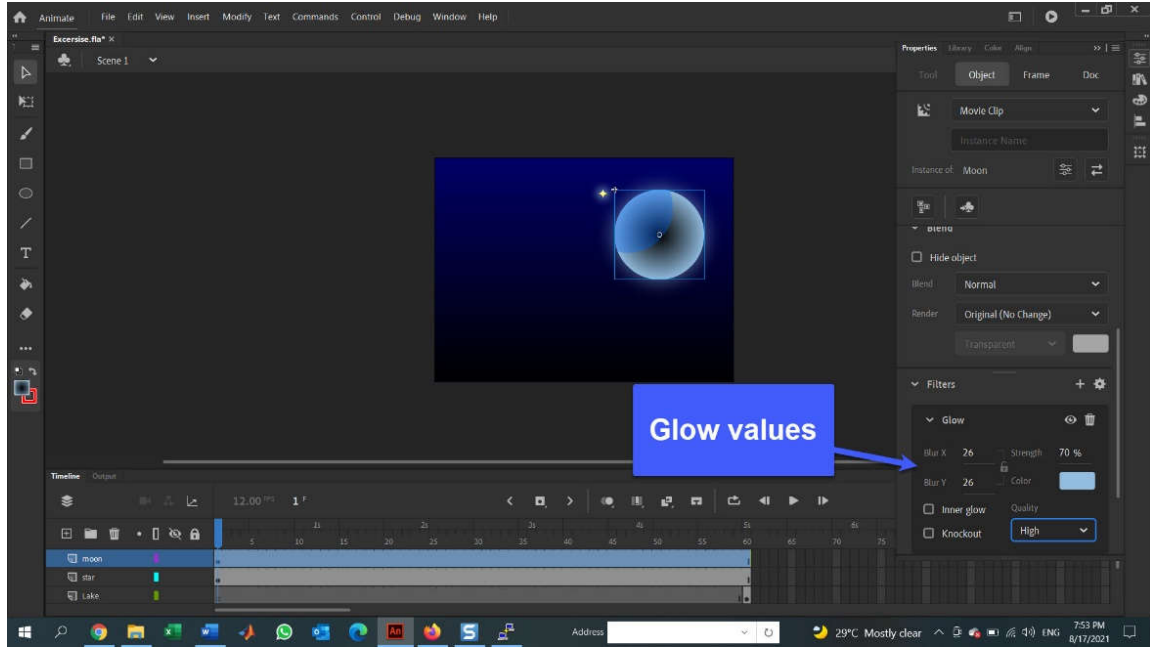 Animate File Edit View Insert Modify Text Commands Control Debug Window Help
Excersise.fla* ×
Scene 1
Properties Library Color Align
Tool Object Frame Doc
Movie Clip
Instance Name
Instance of: Moon
Blend
Hide object
Blend Normal
Render Original (No Change)
Transparent
Filters
Glow
Glow values
Blur X 26 Strength 70 %
Blur Y 26 Color
Inner glow Quality
Knockout High
Timeline Output
12.00 FPS 1 F
1s 2s 3s 4s 5s 6s
5 10 15 20 25 30 35 40 45 50 55 60 65 70 75
moon
star
Lake
Address
29°C Mostly clear ENG
7:53 PM
8/17/2021